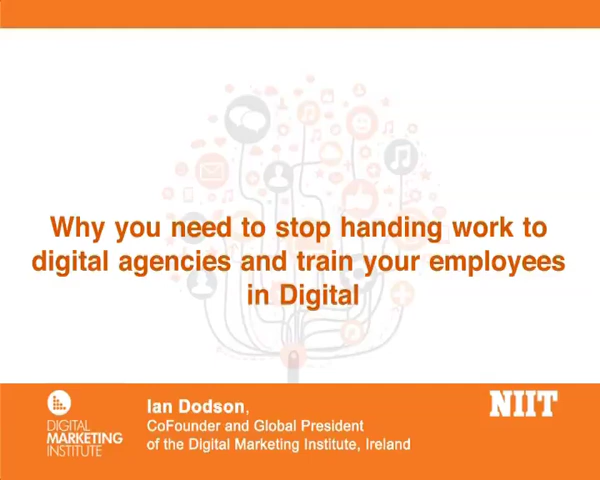 Why you need to stop handing work to
digital agencies and train your employees
in Digital
DIGITAL
MARKETING
INSTITUTE
Ian Dodson,
CoFounder and Global President
of the Digital Marketing Institute, Ireland
NIIT